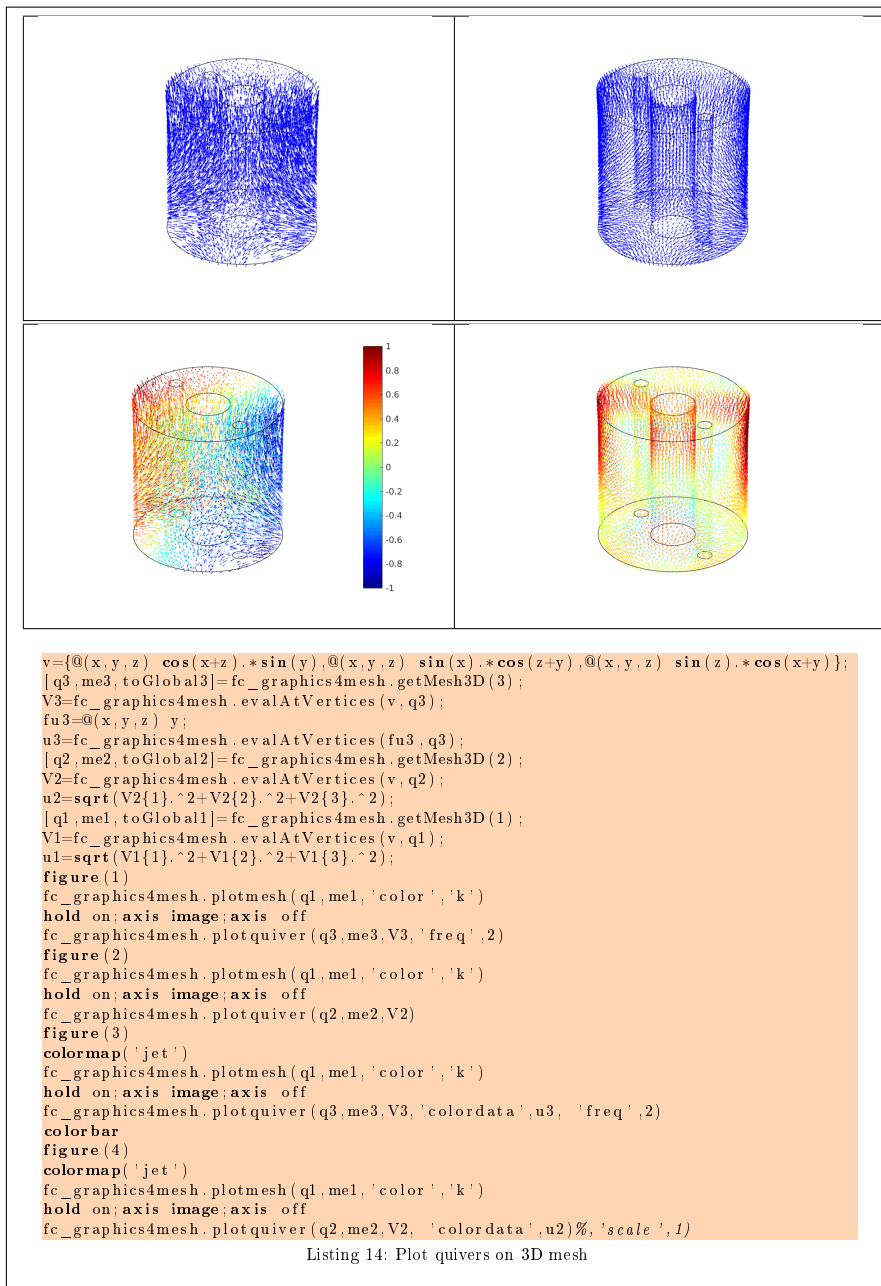 1
0.8
0.6
0.4
0.2
0
-0.2
-0.4
-0.6
-0.8
-1
v={@(x,y,z) cos(x+z).*sin(y),@(x,y,z) sin(x).*cos(z+y),@(x,y,z) sin(z).*cos(x+y)};
[q3,me3,toGlobal3]=fc_graphics4mesh.getMesh3D(3);
V3=fc_graphics4mesh.evalAtVertices(v,q3);
fu3=@(x,y,z) y;
u3=fc_graphics4mesh.evalAtVertices(fu3,q3);
[q2,me2,toGlobal2]=fc_graphics4mesh.getMesh3D(2);
V2=fc_graphics4mesh.evalAtVertices(v,q2);
u2=sqrt(V2{1}.^2+V2{2}.^2+V2{3}.^2);
[q1,me1,toGlobal1]=fc_graphics4mesh.getMesh3D(1);
V1=fc_graphics4mesh.evalAtVertices(v,q1);
u1=sqrt(V1{1}.^2+V1{2}.^2+V1{3}.^2);
figure(1)
fc_graphics4mesh.plotmesh(q1,me1,'color','k')
hold on;axis image;axis off
fc_graphics4mesh.plotquiver(q3,me3,V3,'freq',2)
figure(2)
fc_graphics4mesh.plotmesh(q1,me1,'color','k')
hold on;axis image;axis off
fc_graphics4mesh.plotquiver(q2,me2,V2)
figure(3)
colormap('jet')
fc_graphics4mesh.plotmesh(q1,me1,'color','k')
hold on;axis image;axis off
fc_graphics4mesh.plotquiver(q3,me3,V3,'colordata',u3, 'freq',2)
colorbar
figure(4)
colormap('jet')
fc_graphics4mesh.plotmesh(q1,me1,'color','k')
hold on;axis image;axis off
fc_graphics4mesh.plotquiver(q2,me2,V2, 'colordata',u2)%,'scale',1)
Listing 14: Plot quivers on 3D mesh